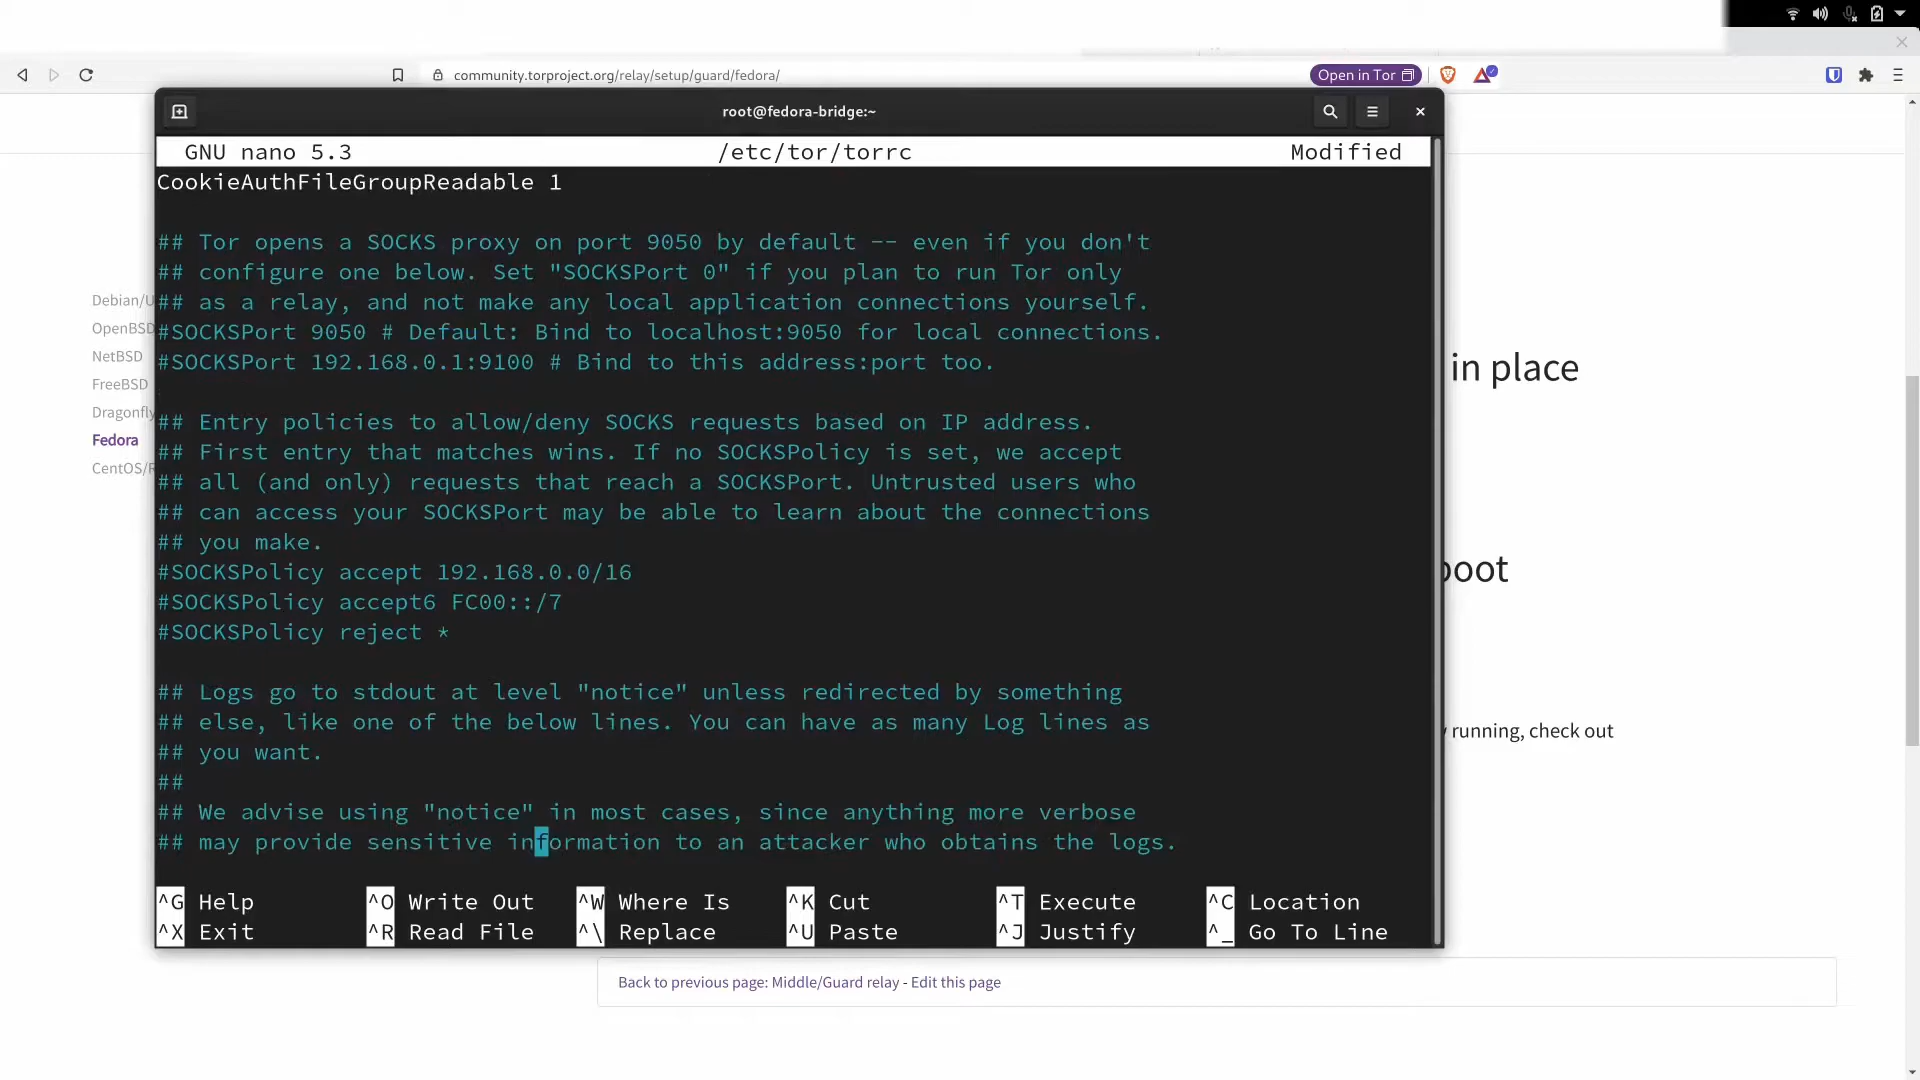 community.torproject.org/relay/setup/guard/fedora/
Open in Tor
root@fedora-bridge:~
GNU nano 5.3 /etc/tor/torrc Modified
CookieAuthFileGroupReadable 1
## Tor opens a SOCKS proxy on port 9050 by default -- even if you don't
## configure one below. Set "SOCKSPort 0" if you plan to run Tor only
## as a relay, and not make any local application connections yourself.
#SOCKSPort 9050 # Default: Bind to localhost:9050 for local connections.
#SOCKSPort 192.168.0.1:9100 # Bind to this address:port too.
## Entry policies to allow/deny SOCKS requests based on IP address.
## First entry that matches wins. If no SOCKSPolicy is set, we accept
## all (and only) requests that reach a SOCKSPort. Untrusted users who
## can access your SOCKSPort may be able to learn about the connections
## you make.
#SOCKSPolicy accept 192.168.0.0/16
#SOCKSPolicy accept6 FC00::/7
#SOCKSPolicy reject *
## Logs go to stdout at level "notice" unless redirected by something
## else, like one of the below lines. You can have as many Log lines as
## you want.
##
## We advise using "notice" in most cases, since anything more verbose
## may provide sensitive information to an attacker who obtains the logs.
^G Help ^O Write Out ^W Where Is ^K Cut ^T Execute ^C Location
^X Exit ^R Read File ^\ Replace ^U Paste ^J Justify ^_ Go To Line
Debian/U
OpenBSD
NetBSD
FreeBSD
Dragonfly
Fedora
CentOS/R
in place
boot
running, check out
Back to previous page: Middle/Guard relay - Edit this page